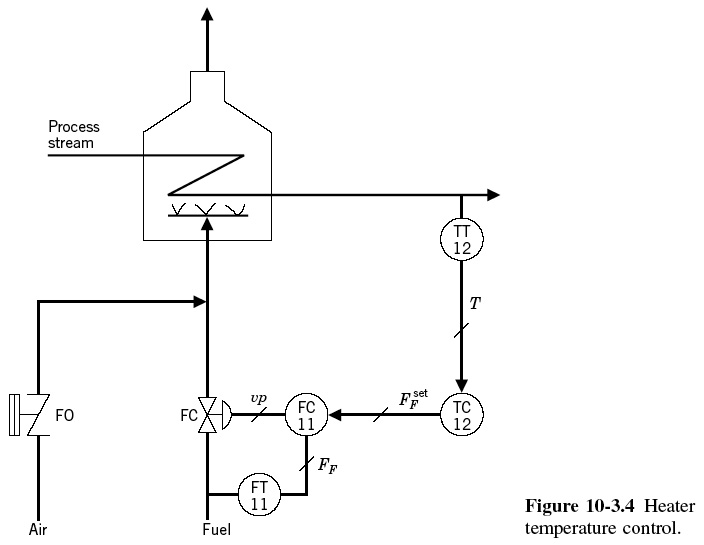 Process
stream
TT
12
T
FO
FC
vp
FC
11
F_F^set
TC
12
F_F
FT
11
Air
Fuel
Figure 10-3.4 Heater
temperature control.